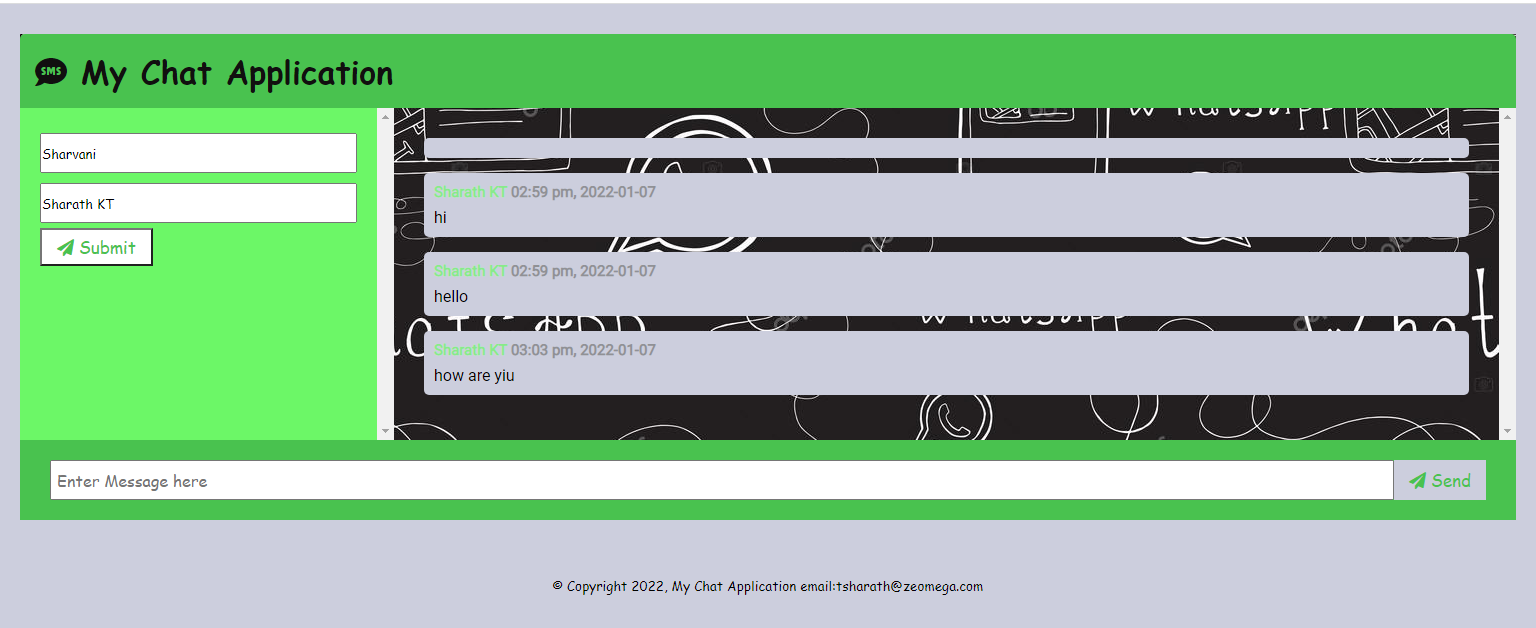 SMS My Chat Application
Sharvani
Sharath KT
Submit
Sharath KT 02:59 pm, 2022-01-07
hi
Sharath KT 02:59 pm, 2022-01-07
hello
Sharath KT 03:03 pm, 2022-01-07
how are yiu
Enter Message here
Send
© Copyright 2022, My Chat Application email:tsharath@zeomega.com